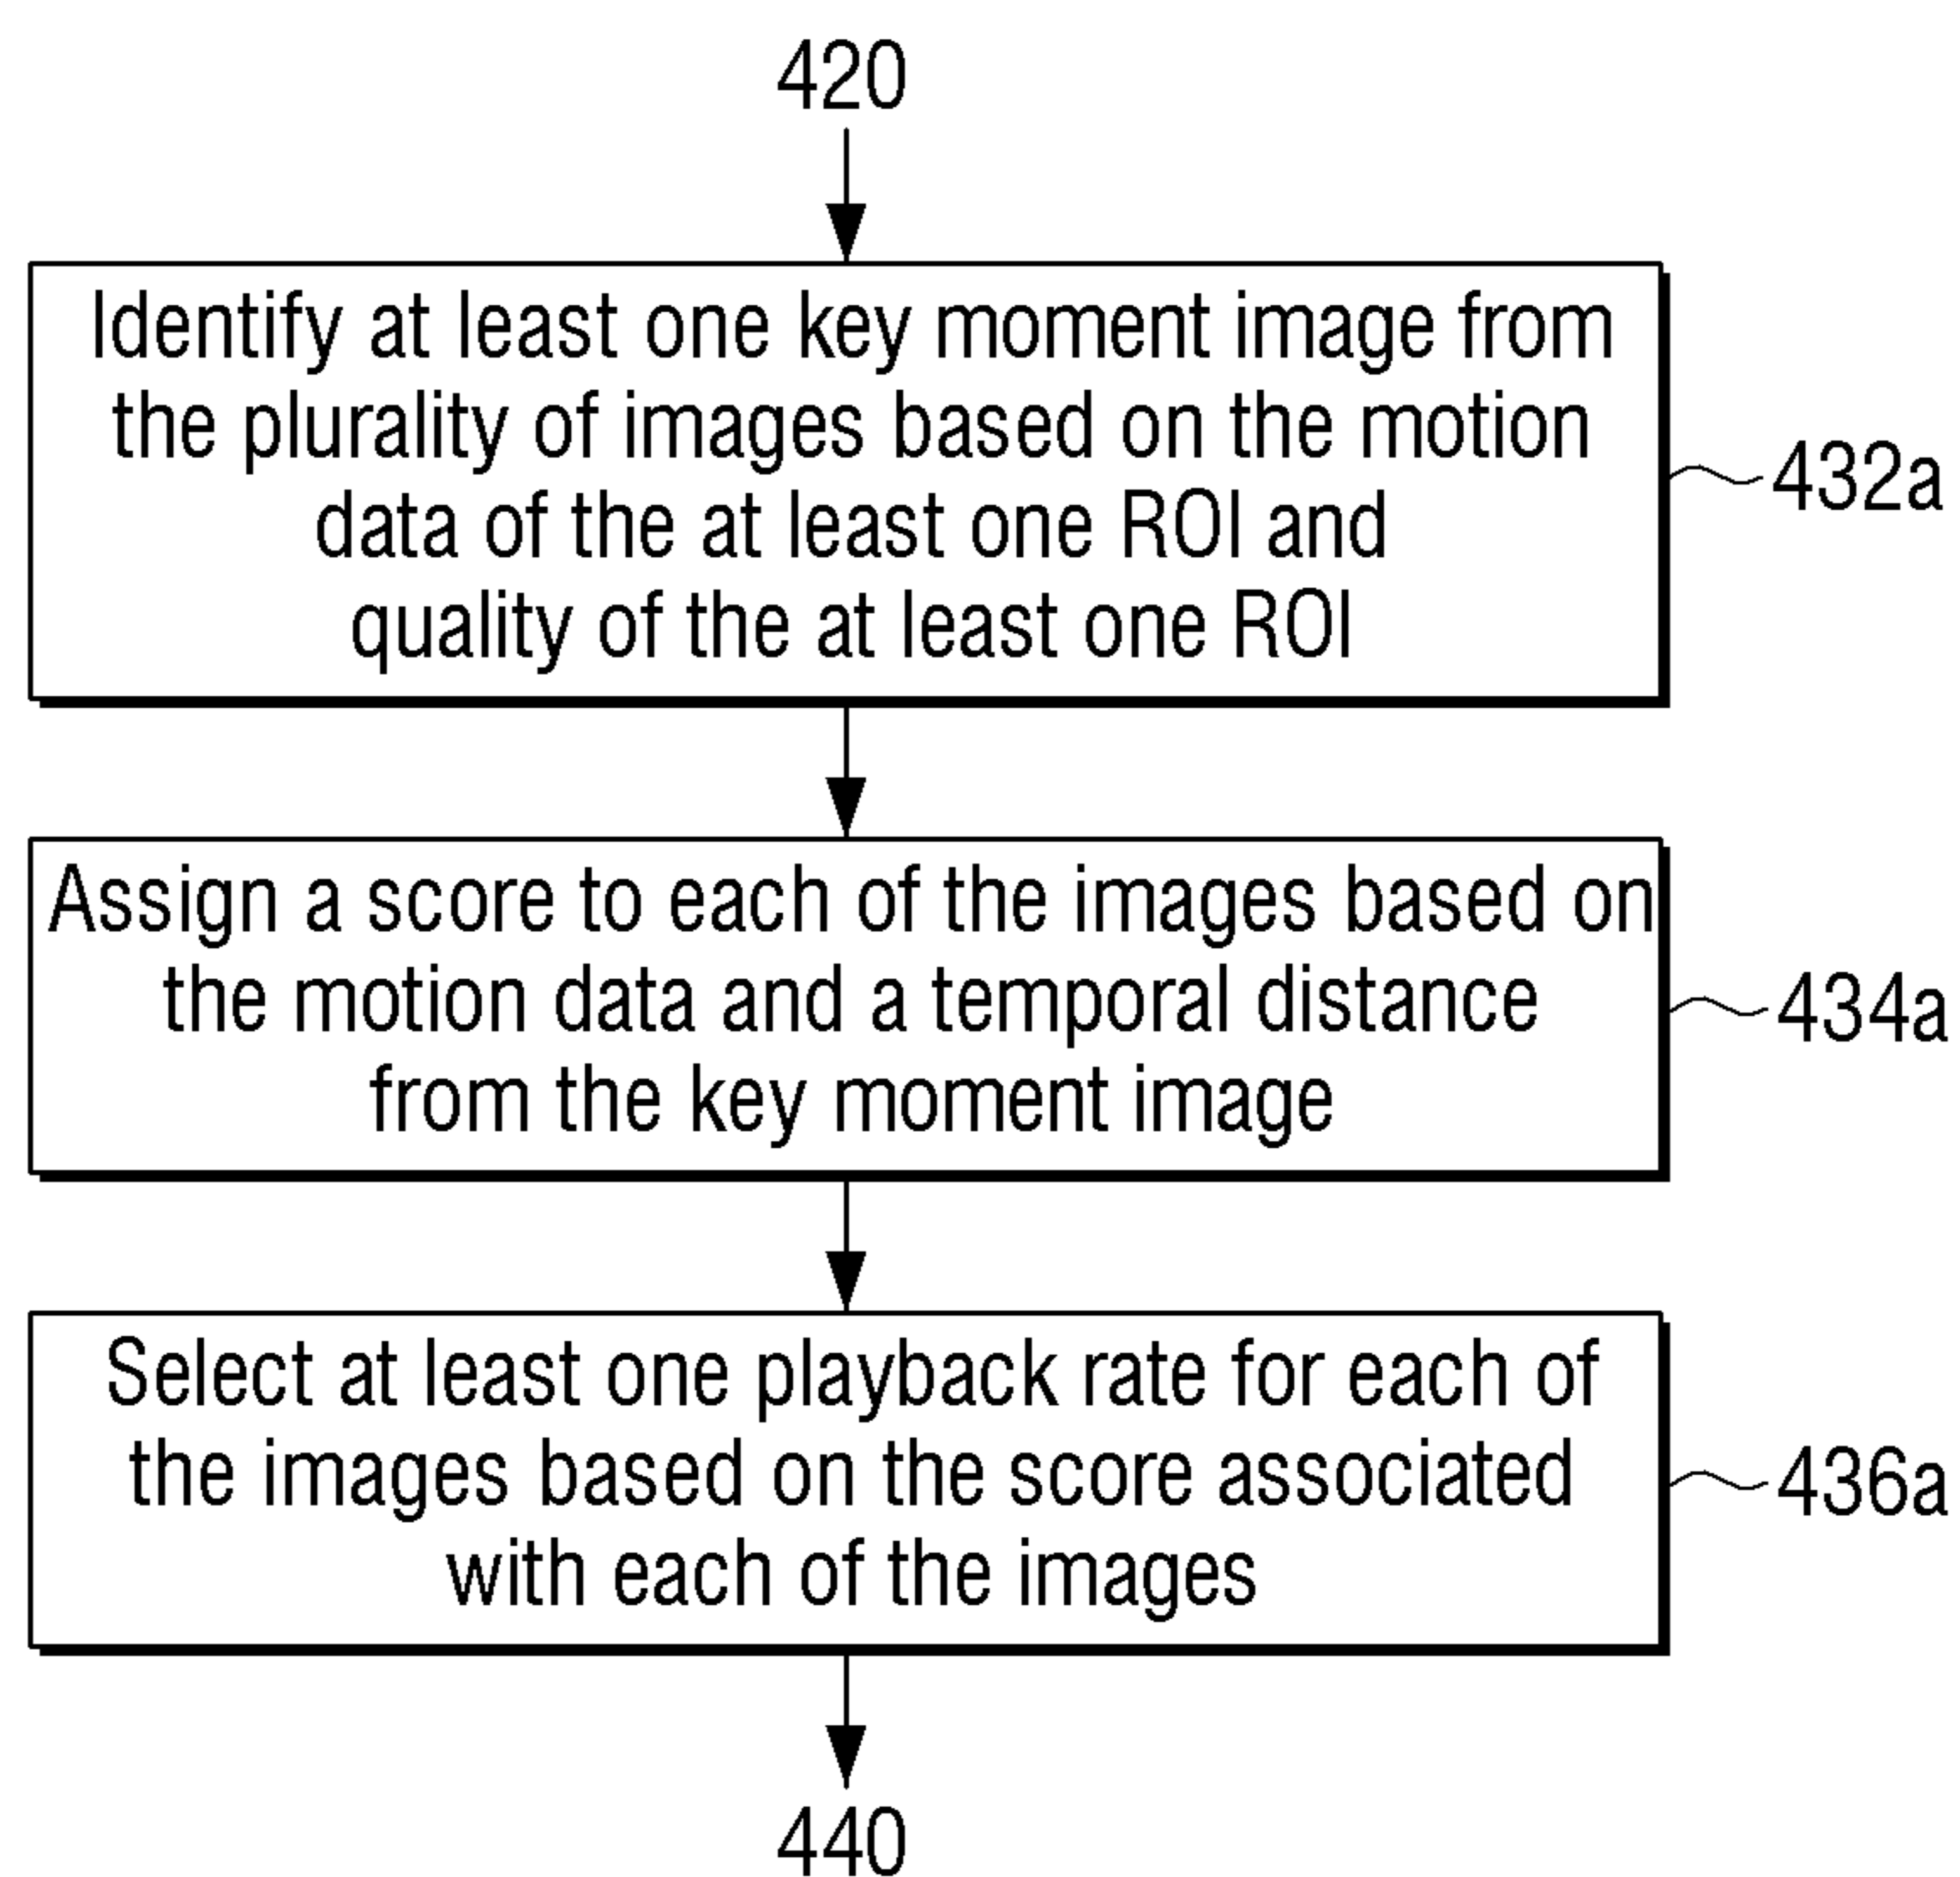 420
Identify at least one key moment image from
the plurality of images based on the motion
data of the at least one ROI and
quality of the at least one ROI
432a
Assign a score to each of the images based on
the motion data and a temporal distance
from the key moment image
434a
Select at least one playback rate for each of
the images based on the score associated
with each of the images
436a
440